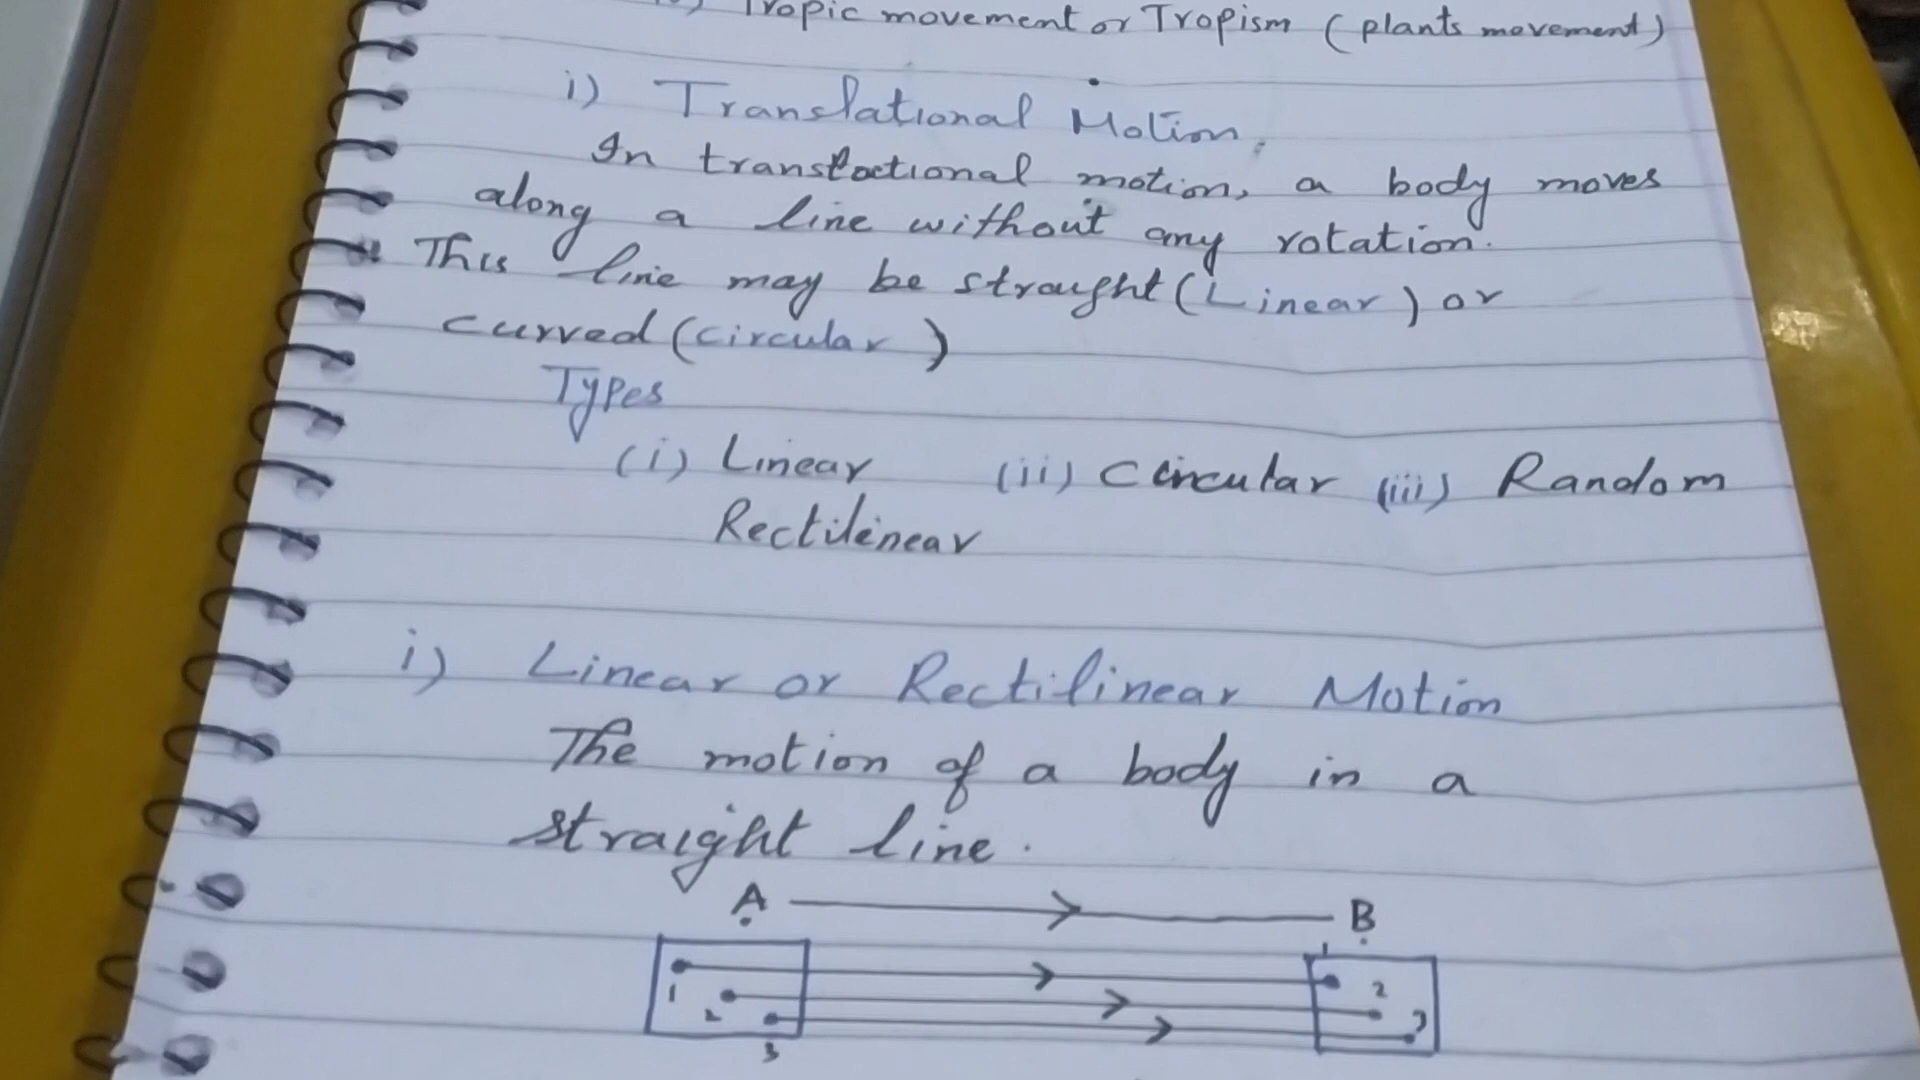 Tropic movement or Tropism (plants movement)
i) Translational Motion.
In translational motion, a body moves
along a line without any rotation.
This line may be straight (Linear) or
curved (circular)
Types
(i) Linear (ii) Circular (iii) Random
Rectilinear
i) Linear or Rectilinear Motion
The motion of a body in a
straight line.
A B
1
1 2
2 3
3